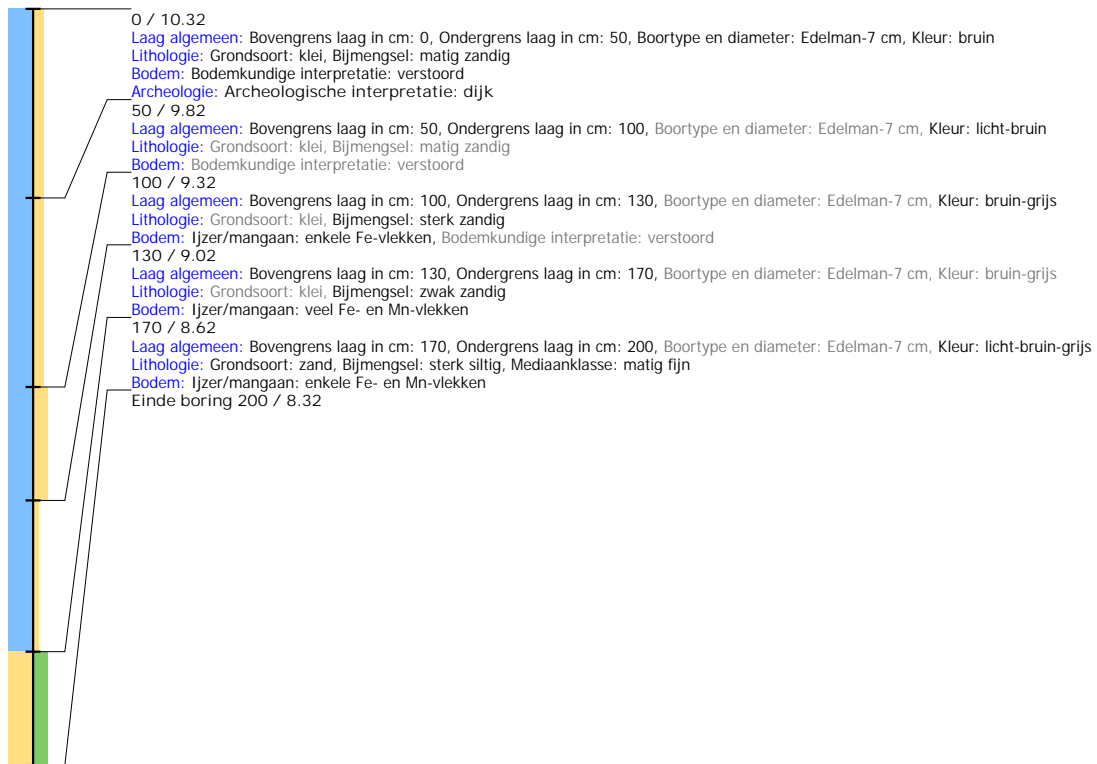 0 / 10.32
Laag algemeen: Bovengrens laag in cm: 0, Ondergrens laag in cm: 50, Boortype en diameter: Edelman-7 cm, Kleur: bruin
Lithologie: Grondsoort: klei, Bijmengsel: matig zandig
Bodem: Bodemkundige interpretatie: verstoord
Archeologie: Archeologische interpretatie: dijk
50 / 9.82
Laag algemeen: Bovengrens laag in cm: 50, Ondergrens laag in cm: 100, Boortype en diameter: Edelman-7 cm, Kleur: licht-bruin
Lithologie: Grondsoort: klei, Bijmengsel: matig zandig
Bodem: Bodemkundige interpretatie: verstoord
100 / 9.32
Laag algemeen: Bovengrens laag in cm: 100, Ondergrens laag in cm: 130, Boortype en diameter: Edelman-7 cm, Kleur: bruin-grijs
Lithologie: Grondsoort: klei, Bijmengsel: sterk zandig
Bodem: Ijzer/mangaan: enkele Fe-vlekken, Bodemkundige interpretatie: verstoord
130 / 9.02
Laag algemeen: Bovengrens laag in cm: 130, Ondergrens laag in cm: 170, Boortype en diameter: Edelman-7 cm, Kleur: bruin-grijs
Lithologie: Grondsoort: klei, Bijmengsel: zwak zandig
Bodem: Ijzer/mangaan: veel Fe- en Mn-vlekken
170 / 8.62
Laag algemeen: Bovengrens laag in cm: 170, Ondergrens laag in cm: 200, Boortype en diameter: Edelman-7 cm, Kleur: licht-bruin-grijs
Lithologie: Grondsoort: zand, Bijmengsel: sterk siltig, Mediaanklasse: matig fijn
Bodem: Ijzer/mangaan: enkele Fe- en Mn-vlekken
Einde boring 200 / 8.32